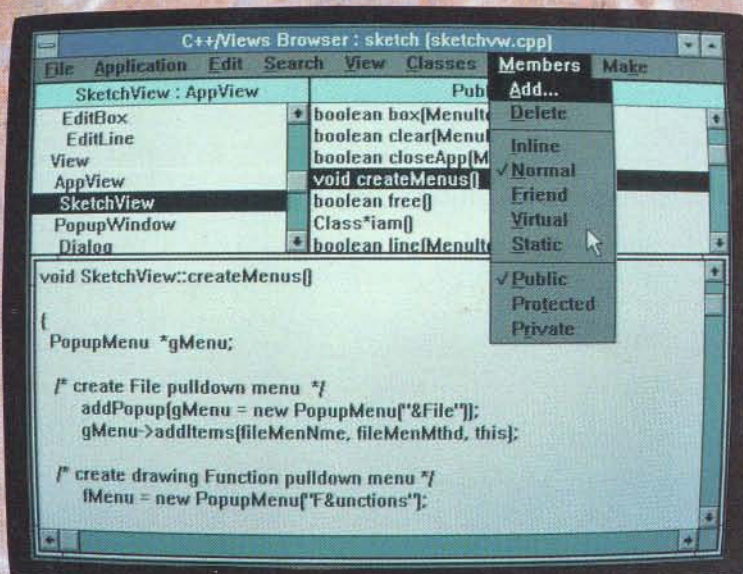 C++/Views Browser : sketch (sketchvw.cpp)
File Application Edit Search View Classes Members Make
SketchView : AppView
EditBox
EditLine
View
AppView
SketchView
PopupWindow
Dialog
boolean box(
boolean clear(
boolean closeApp(
void createMenus()
boolean free()
Class*iam()
boolean line(
Add...
Delete
Inline
✓Normal
Friend
Virtual
Static
✓Public
Protected
Private
void SketchView::createMenus()
{
PopupMenu *gMenu;
/* create File pulldown menu */
addPopup(gMenu = new PopupMenu("&File"));
gMenu->addItems(fileMenNme, fileMenMthd, this);
/* create drawing Function pulldown menu */
fMenu = new PopupMenu("F&unctions");